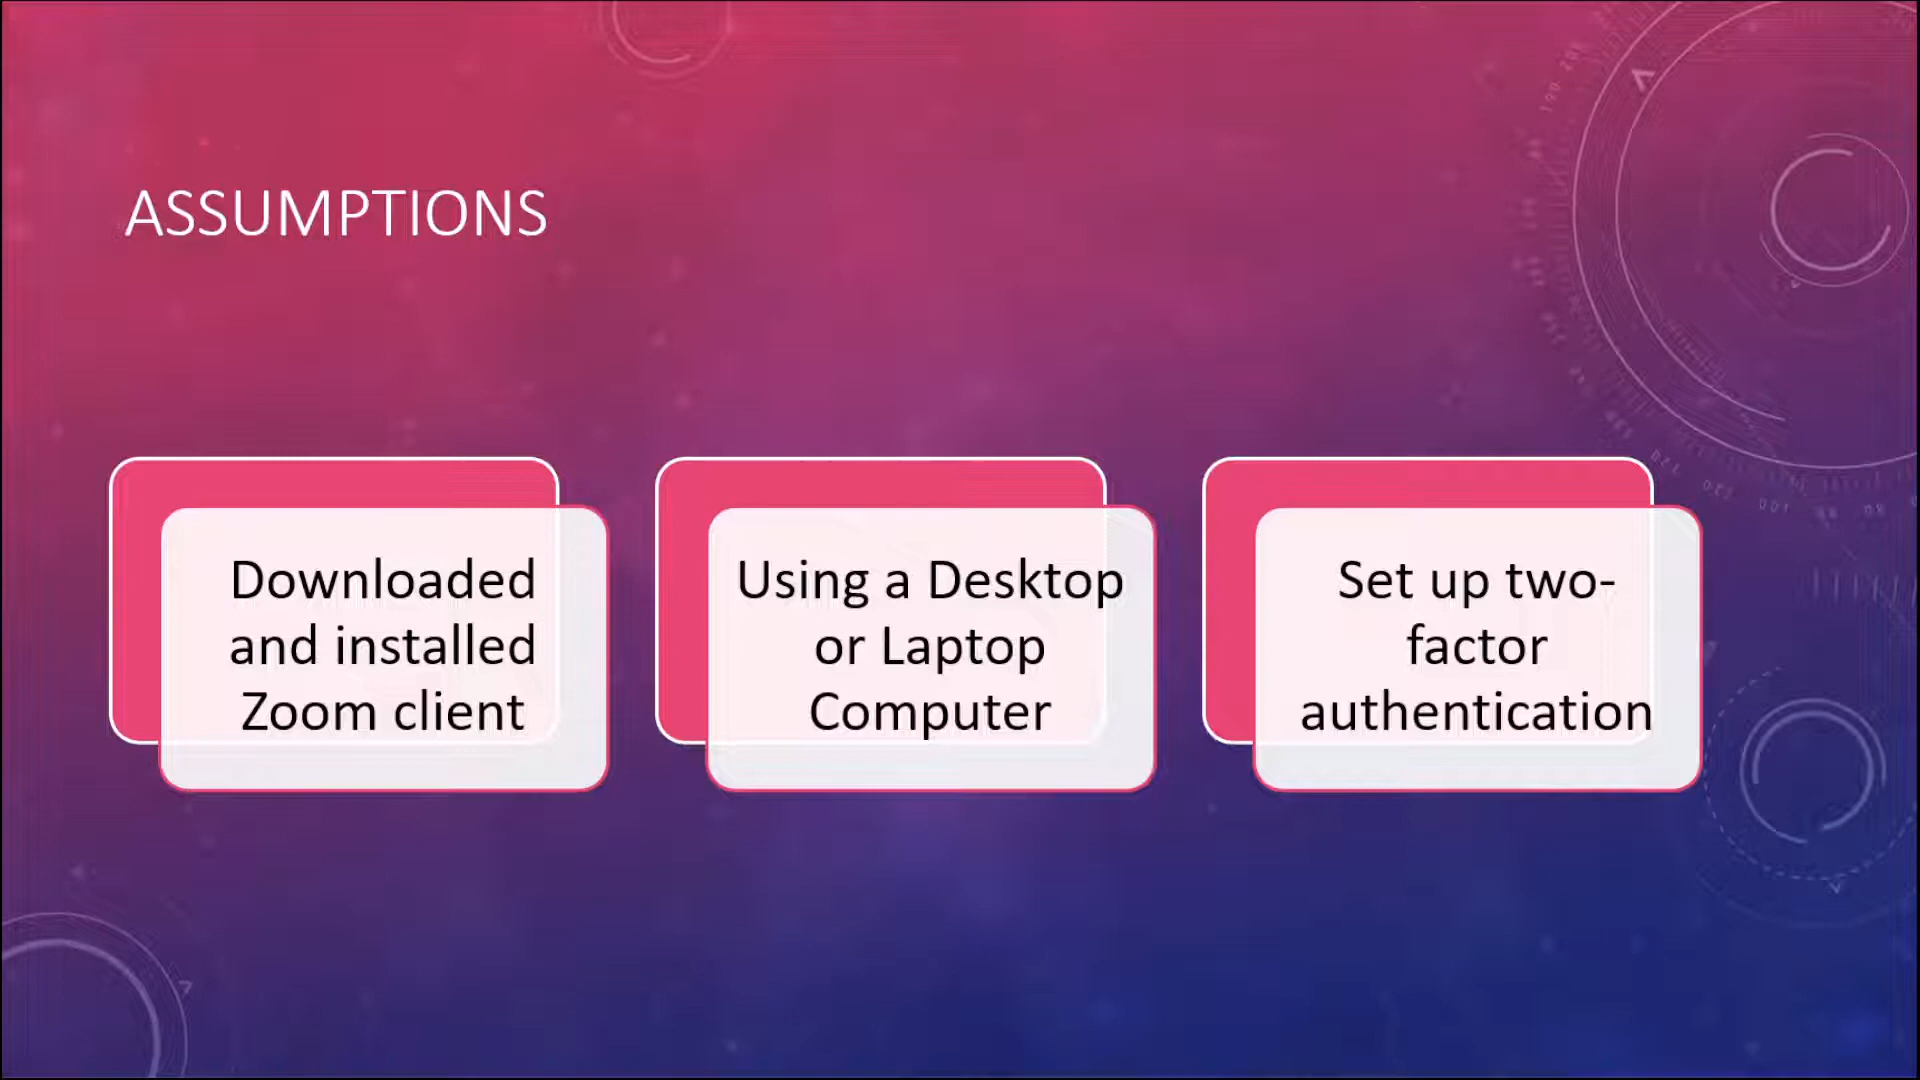 ASSUMPTIONS
Downloaded
and installed
Zoom client
Using a Desktop
or Laptop
Computer
Set up two-
factor
authentication